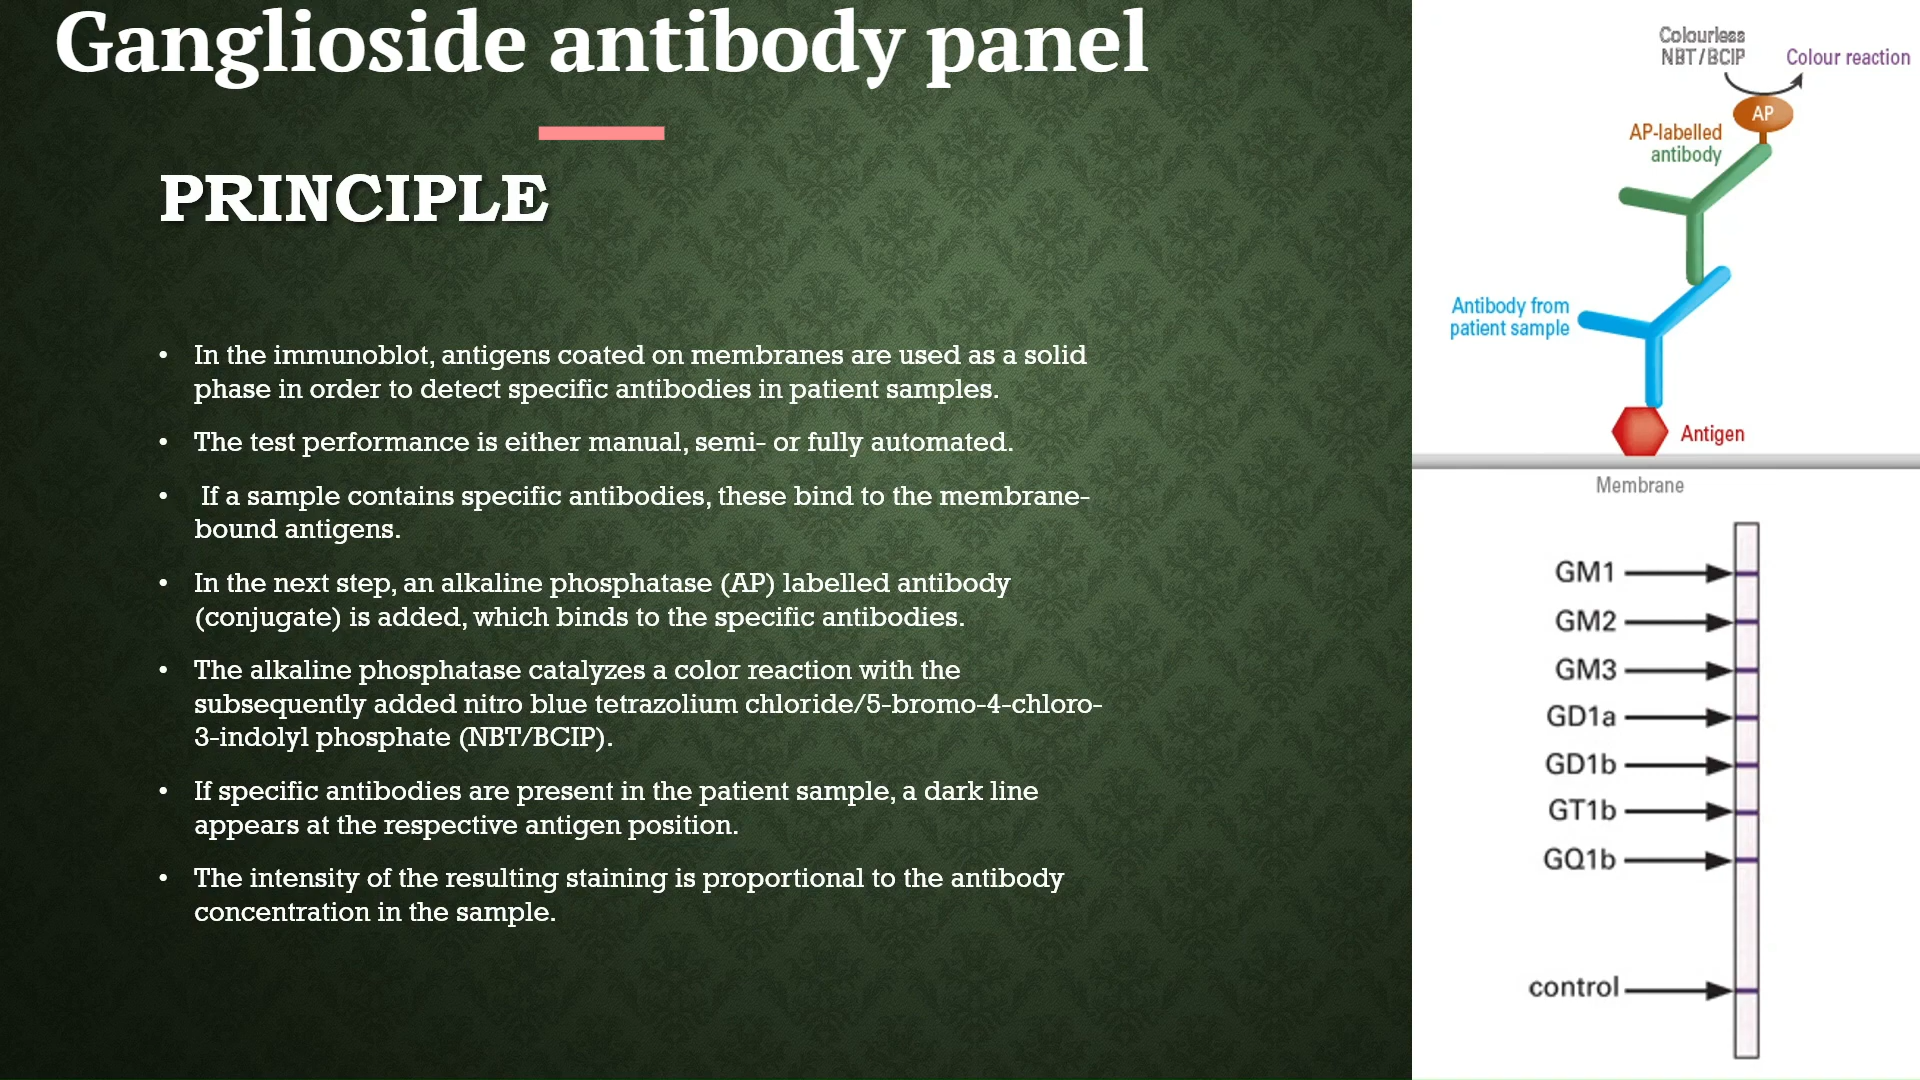 Ganglioside antibody panel
PRINCIPLE
• In the immunoblot, antigens coated on membranes are used as a solid
phase in order to detect specific antibodies in patient samples.
• The test performance is either manual, semi- or fully automated.
• If a sample contains specific antibodies, these bind to the membrane-
bound antigens.
• In the next step, an alkaline phosphatase (AP) labelled antibody
(conjugate) is added, which binds to the specific antibodies.
• The alkaline phosphatase catalyzes a color reaction with the
subsequently added nitro blue tetrazolium chloride/5-bromo-4-chloro-
3-indolyl phosphate (NBT/BCIP).
• If specific antibodies are present in the patient sample, a dark line
appears at the respective antigen position.
• The intensity of the resulting staining is proportional to the antibody
concentration in the sample.
Colourless
NBT/BCIP
Colour reaction
AP
AP-labelled
antibody
Antibody from
patient sample
Antigen
Membrane
GM1
GM2
GM3
GD1a
GD1b
GT1b
GQ1b
control